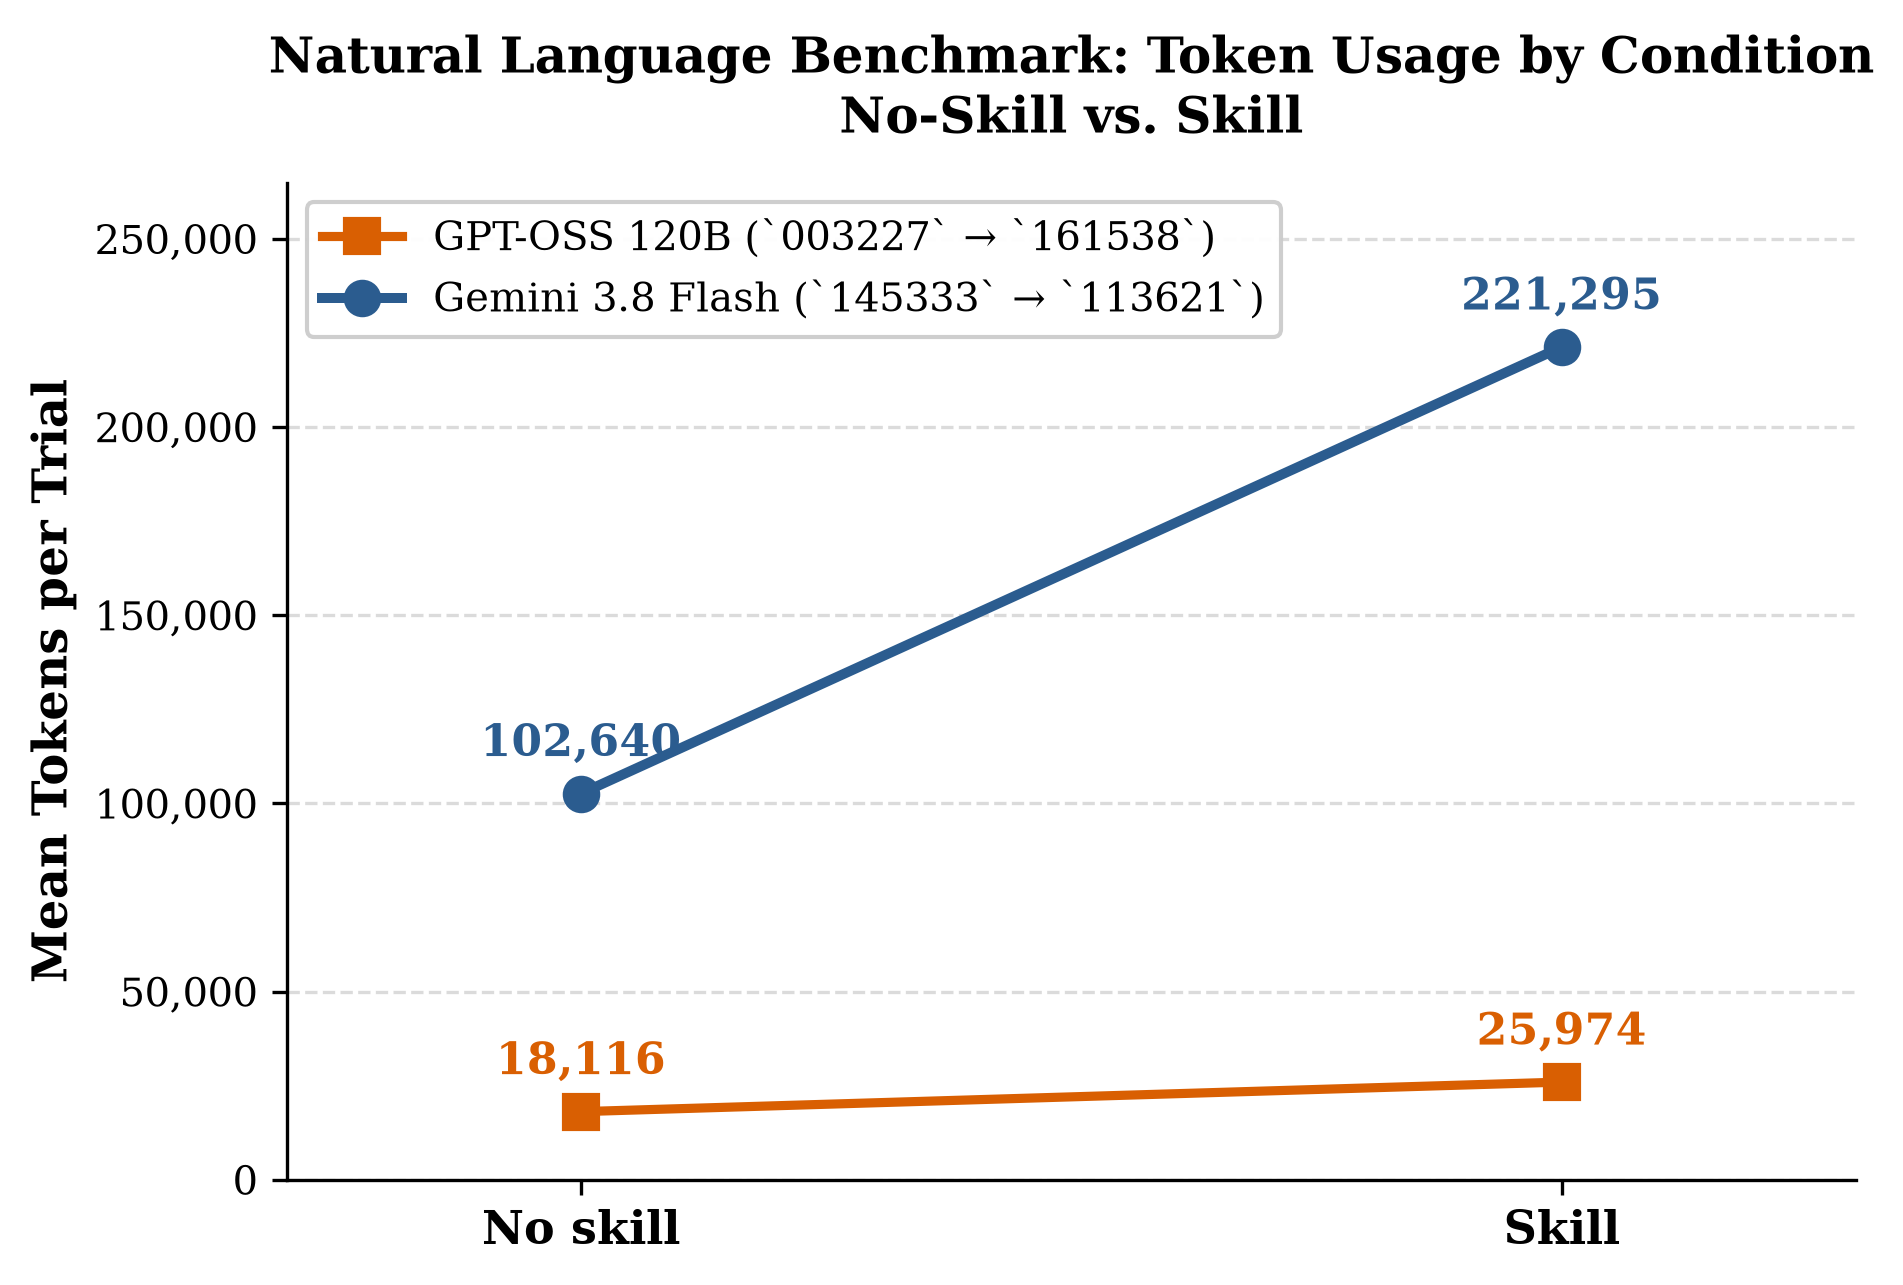 Natural Language Benchmark: Token Usage by Condition
No-Skill vs. Skill
GPT-OSS 120B (`003227` → `161538`)
Gemini 3.8 Flash (`145333` → `113621`)
Mean Tokens per Trial
250,000
200,000
150,000
100,000
50,000
0
221,295
102,640
25,974
18,116
No skill
Skill